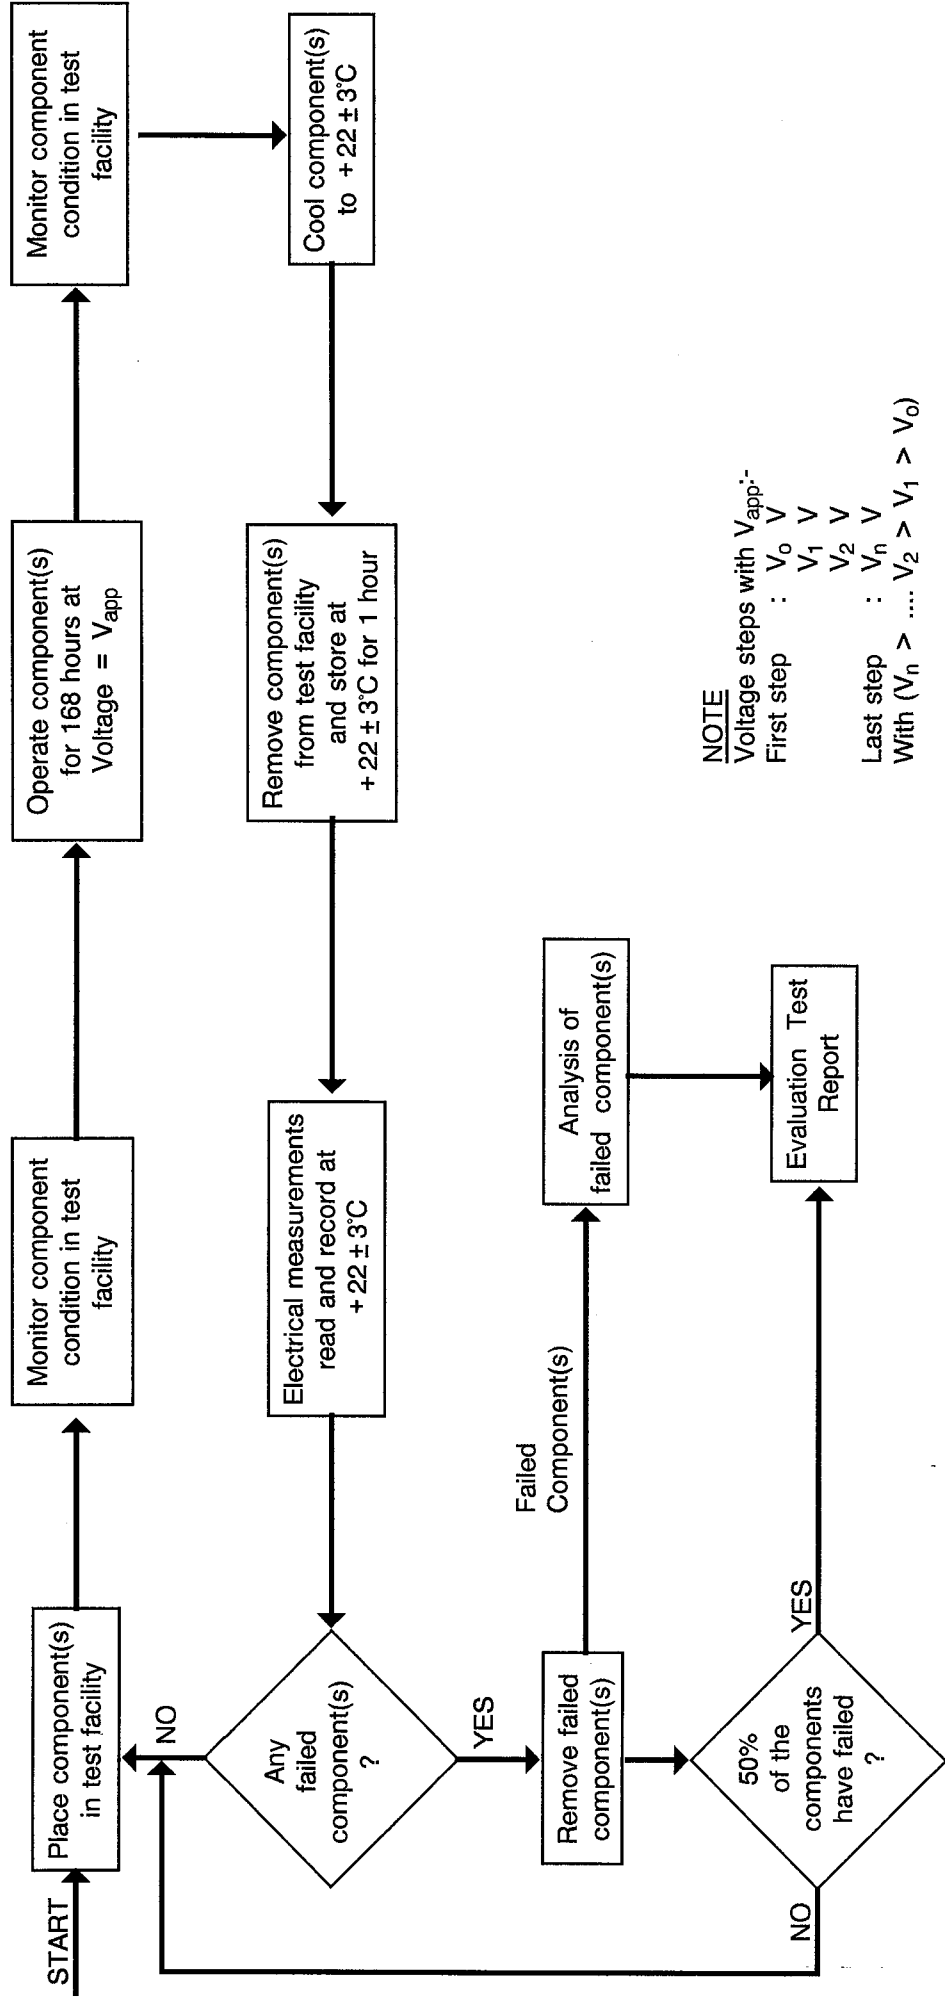 START
Place component(s)
in test facility
Monitor component
condition in test
facility
Operate component(s)
for 168 hours at
Voltage = Vapp
Monitor component
condition in test
facility
Cool component(s)
to +22 ± 3°C
Remove component(s)
from test facility
and store at
+22 ± 3°C for 1 hour
Electrical measurements
read and record at
+22 ± 3°C
Any
failed
component(s)
?
NO
YES
Remove failed
component(s)
Failed
Component(s)
Analysis of
failed component(s)
50%
of the
components
have failed
?
NO
YES
Evaluation Test
Report
NOTE
Voltage steps with Vapp:-
First step : Vo V
V1 V
V2 V
Last step : Vn V
With (Vn > .... V2 > V1 > Vo)